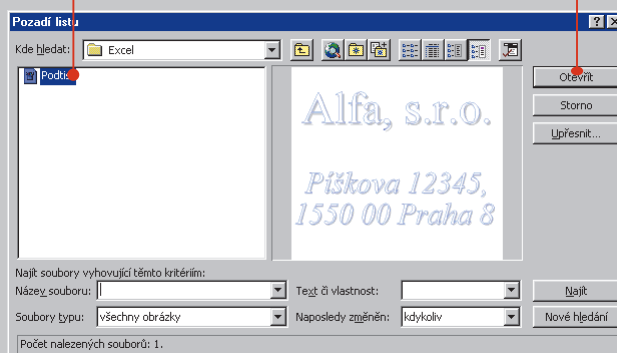 Pozadí listu
Kde hledat: Excel
Podtisk
Otevřít
Storno
Upřesnit...
Alfa, s.r.o.
Píškova 12345,
1550 00 Praha 8
Najít soubory vyhovující těmto kritériím:
Název souboru: Text či vlastnost: Najít
Soubory typu: všechny obrázky Naposledy změněn: kdykoliv Nové hledání
Počet nalezených souborů: 1.